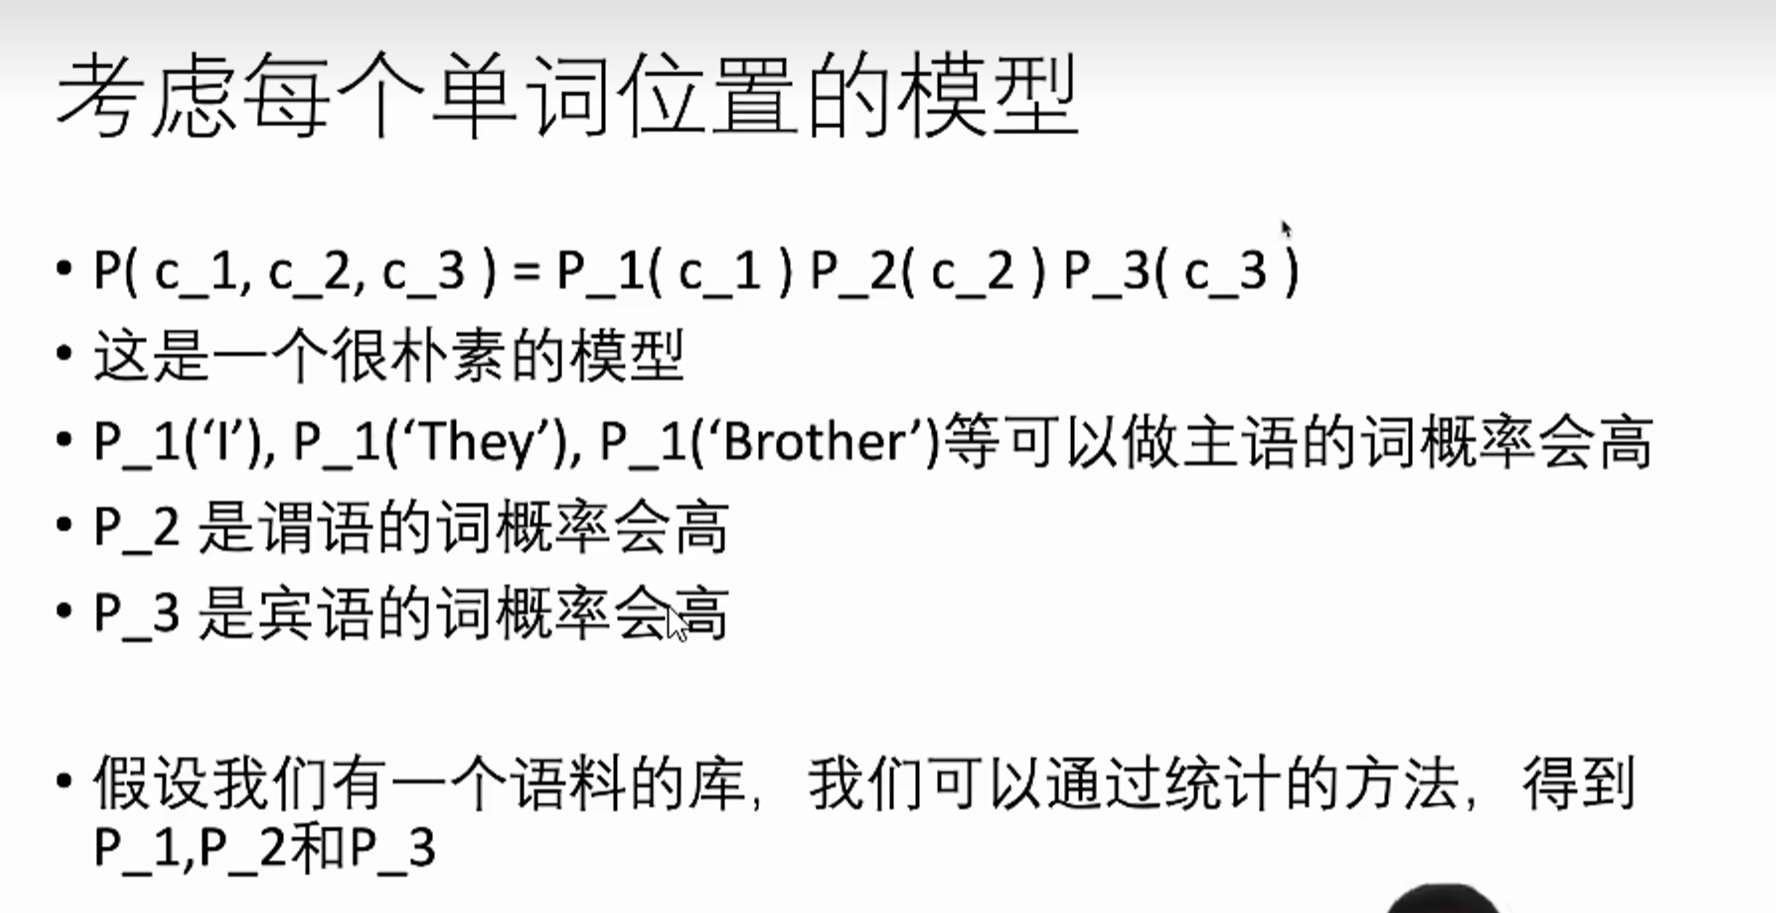 考虑每个单词位置的模型
• P( c_1, c_2, c_3 ) = P_1( c_1 ) P_2( c_2 ) P_3( c_3 )
• 这是一个很朴素的模型
• P_1(‘I’), P_1(‘They’), P_1(‘Brother’)等可以做主语的词概率会高
• P_2 是谓语的词概率会高
• P_3 是宾语的词概率会高
• 假设我们有一个语料的库，我们可以通过统计的方法，得到
P_1,P_2和P_3